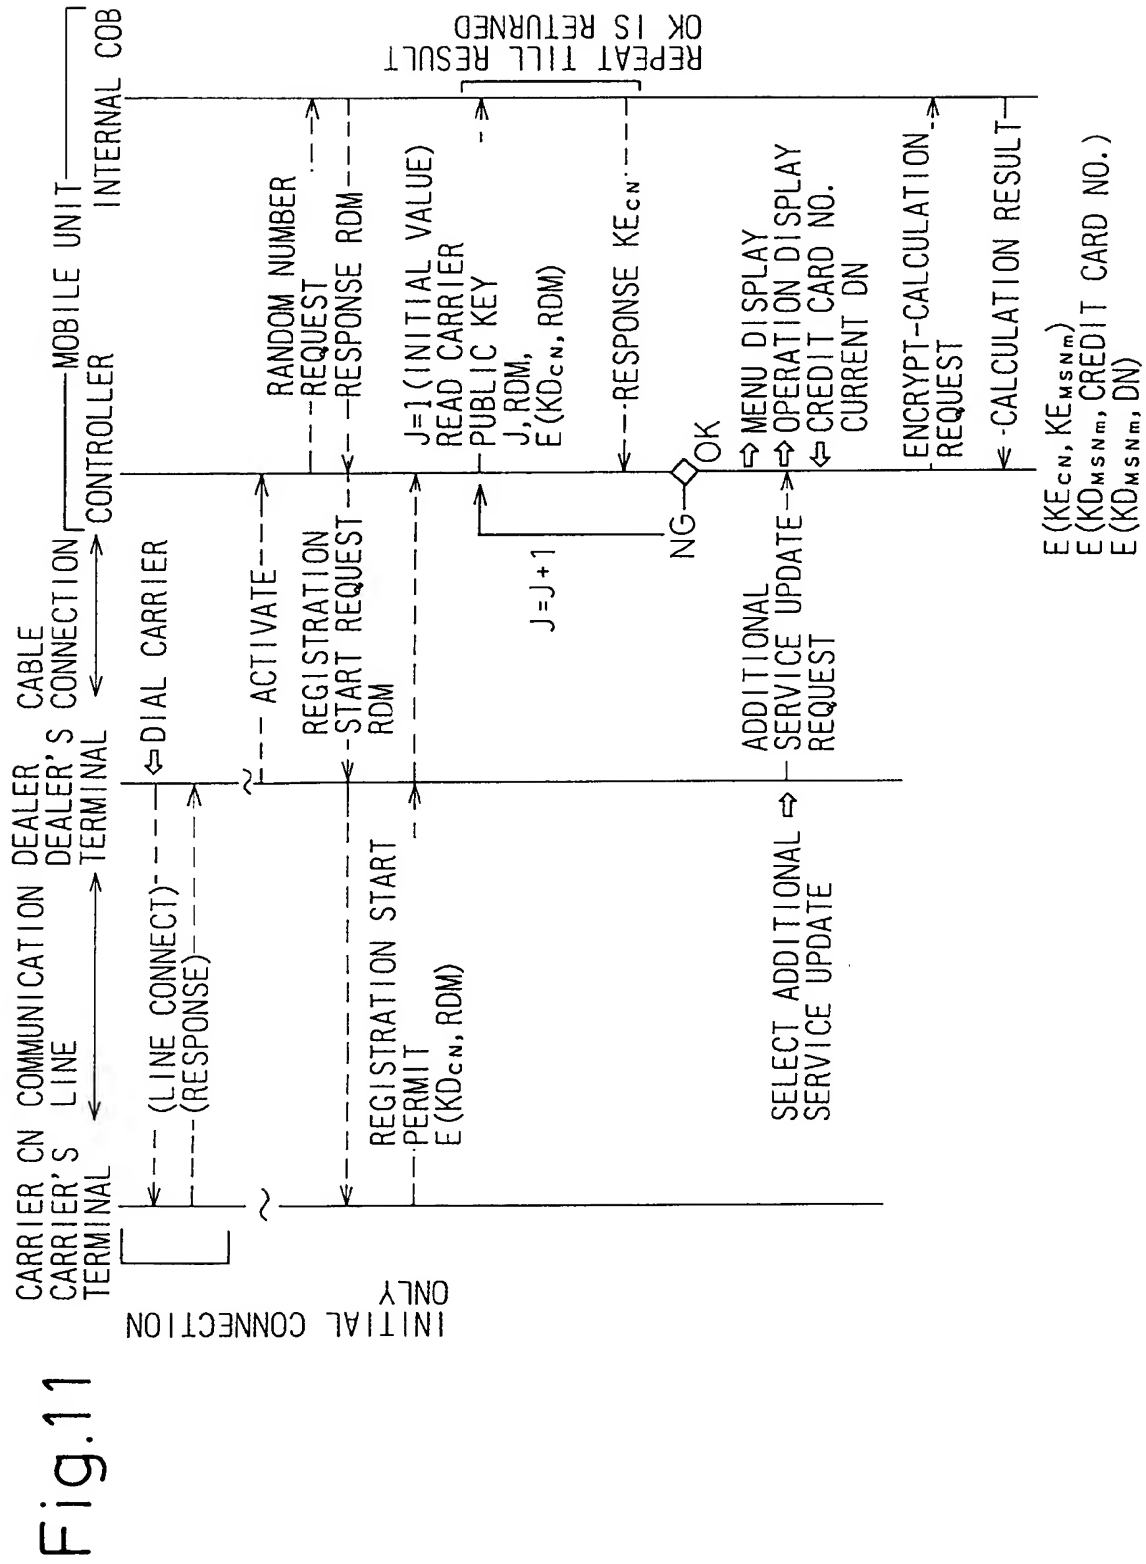 Fig.11
CARRIER CN
CARRIER'S
TERMINAL
COMMUNICATION
LINE
DEALER
DEALER'S
TERMINAL
CABLE
CONNECTION
MOBILE UNIT
CONTROLLER
INTERNAL COB
INITIAL CONNECTION
ONLY
DIAL CARRIER
(LINE CONNECT)
(RESPONSE)
ACTIVATE
RANDOM NUMBER
REQUEST
RESPONSE RDM
REGISTRATION
START REQUEST
RDM
REGISTRATION START
PERMIT
E(KDCN, RDM)
J=1(INITIAL VALUE)
READ CARRIER
PUBLIC KEY
J, RDM,
E(KDCN, RDM)
REPEAT TILL RESULT
OK IS RETURNED
RESPONSE KECN
J=J+1
NG
OK
MENU DISPLAY
OPERATION DISPLAY
CREDIT CARD NO.
CURRENT DN
SELECT ADDITIONAL
SERVICE UPDATE
ADDITIONAL
SERVICE UPDATE
REQUEST
ENCRYPT-CALCULATION
REQUEST
CALCULATION RESULT
E(KECN, KEMSNm)
E(KDMSNm, CREDIT CARD NO.)
E(KDMSNm, DN)